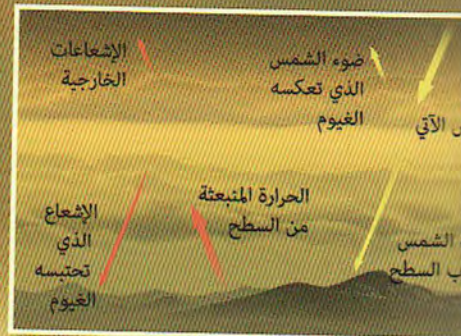 ضوء الشمس
الذي تعكسه
الغيوم
الإشعاعات
الخارجية
الآتي
الحرارة المنبعثة
من السطح
الشمس
السطح
الإشعاع
الذي
تحتبسه
الغيوم